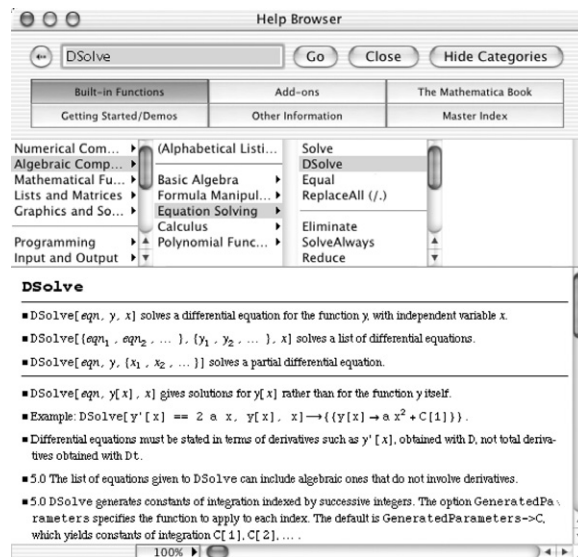 Help Browser
DSolve
Go
Close
Hide Categories
Built-in Functions
Add-ons
The Mathematica Book
Getting Started/Demos
Other Information
Master Index
Numerical Com...
Algebraic Comp...
Mathematical Fu...
Lists and Matrices
Graphics and So...
Programming
Input and Output
(Alphabetical Listi...
Basic Algebra
Formula Manipul...
Equation Solving
Calculus
Polynomial Func...
Solve
DSolve
Equal
ReplaceAll (/.)
Eliminate
SolveAlways
Reduce
DSolve
■ DSolve[eqn, y, x] solves a differential equation for the function y, with independent variable x.
■ DSolve[{eqn₁, eqn₂, ... }, {y₁, y₂, ... }, x] solves a list of differential equations.
■ DSolve[eqn, y, {x₁, x₂, ... }] solves a partial differential equation.
■ DSolve[eqn, y[x], x] gives solutions for y[x] rather than for the function y itself.
■ Example: DSolve[y'[x] == 2 a x, y[x], x]⟶{{y[x] → a x² + C[1]}}.
■ Differential equations must be stated in terms of derivatives such as y'[x], obtained with D, not total deriva-
tives obtained with Dt.
■ 5.0 The list of equations given to DSolve can include algebraic ones that do not involve derivatives.
■ 5.0 DSolve generates constants of integration indexed by successive integers. The option GeneratedPa\
rameters specifies the function to apply to each index. The default is GeneratedParameters->C,
which yields constants of integration C[1], C[2], ... .
100%